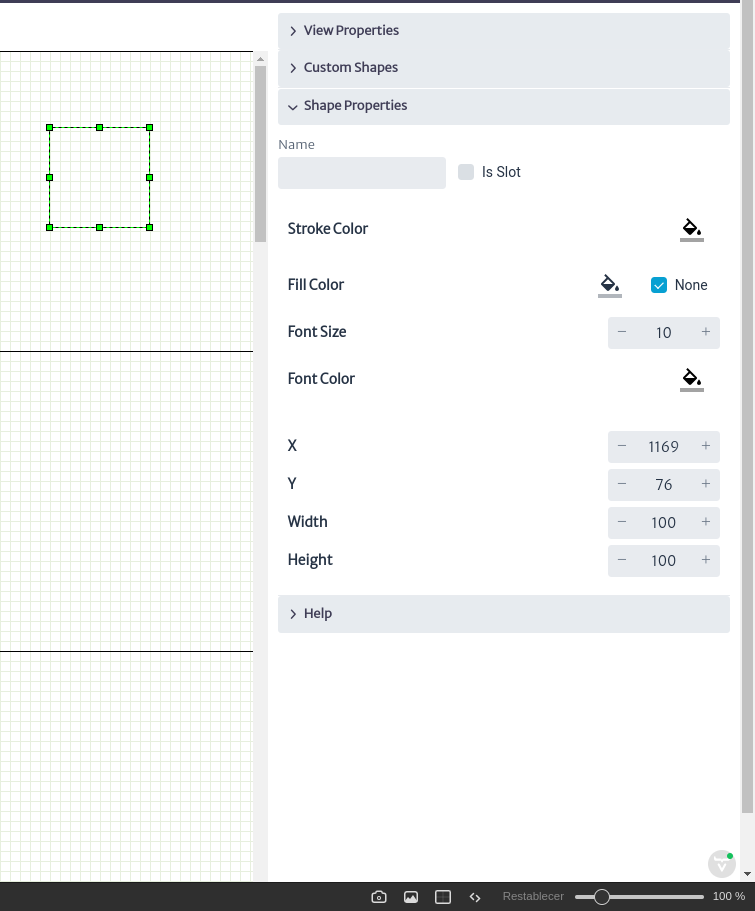 View Properties
Custom Shapes
Shape Properties
Name
Is Slot
Stroke Color
Fill Color
None
Font Size
− 10 +
Font Color
X
− 1169 +
Y
− 76 +
Width
− 100 +
Height
− 100 +
Help
Restablecer
100 %